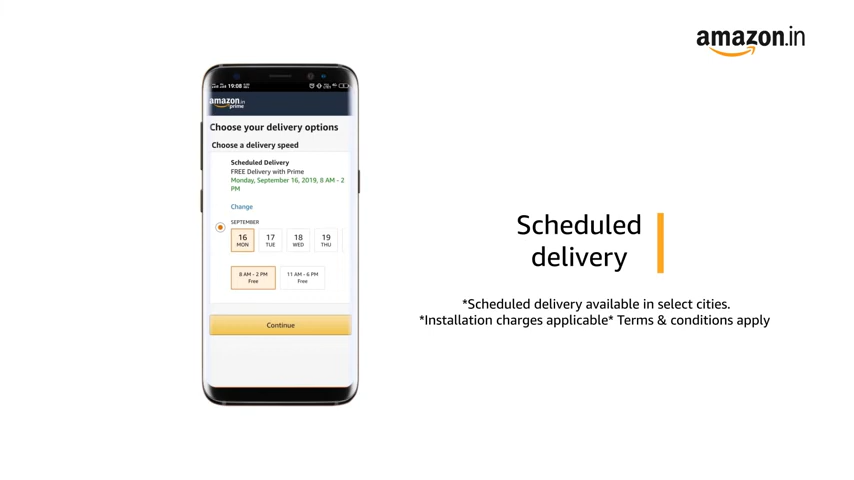 amazon.in
19:08
amazon.in
prime
Choose your delivery options
Choose a delivery speed
Scheduled Delivery
FREE Delivery with Prime
Monday, September 16, 2019, 8 AM - 2
PM
Change
SEPTEMBER
16 17 18 19
MON TUE WED THU
8 AM - 2 PM 11 AM - 6 PM
Free Free
Continue
Scheduled
delivery
*Scheduled delivery available in select cities.
*Installation charges applicable* Terms & conditions apply